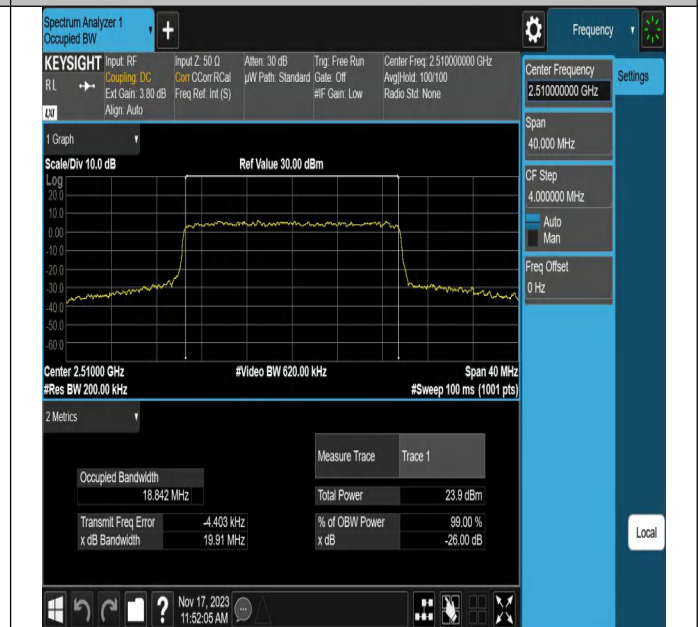 Spectrum Analyzer 1
Occupied BW
+
Frequency
KEYSIGHT
RL
LXI
Input: RF
Coupling: DC
Ext Gain: 3.80 dB
Align: Auto
Input Z: 50 Ω
Corr CCorr RCal
Freq Ref: Int (S)
Atten: 30 dB
µW Path: Standard
Trig: Free Run
Gate: Off
#IF Gain: Low
Center Freq: 2.510000000 GHz
Avg|Hold: 100/100
Radio Std: None
Center Frequency
2.510000000 GHz
Settings
Span
40.000 MHz
CF Step
4.000000 MHz
Auto
Man
Freq Offset
0 Hz
1 Graph
Scale/Div 10.0 dB
Ref Value 30.00 dBm
Log
20.0
10.0
0.00
-10.0
-20.0
-30.0
-40.0
-50.0
-60.0
Center 2.51000 GHz
#Video BW 620.00 kHz
Span 40 MHz
#Res BW 200.00 kHz
#Sweep 100 ms (1001 pts)
2 Metrics
Measure Trace
Trace 1
Occupied Bandwidth
18.842 MHz
Total Power
23.9 dBm
Transmit Freq Error
-4.403 kHz
% of OBW Power
99.00 %
x dB Bandwidth
19.91 MHz
x dB
-26.00 dB
Local
?
Nov 17, 2023
11:52:05 AM